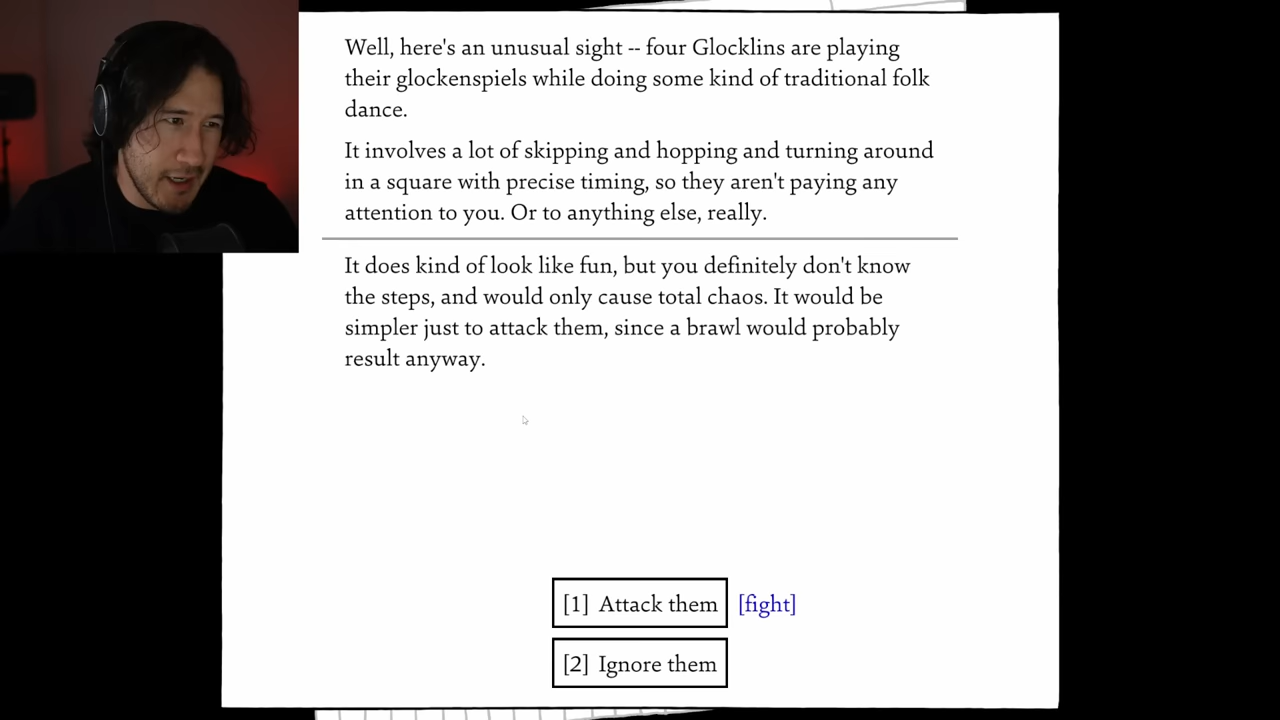 Well, here's an unusual sight -- four Glocklins are playing
their glockenspiels while doing some kind of traditional folk
dance.
It involves a lot of skipping and hopping and turning around
in a square with precise timing, so they aren't paying any
attention to you. Or to anything else, really.
It does kind of look like fun, but you definitely don't know
the steps, and would only cause total chaos. It would be
simpler just to attack them, since a brawl would probably
result anyway.
[1] Attack them [fight]
[2] Ignore them